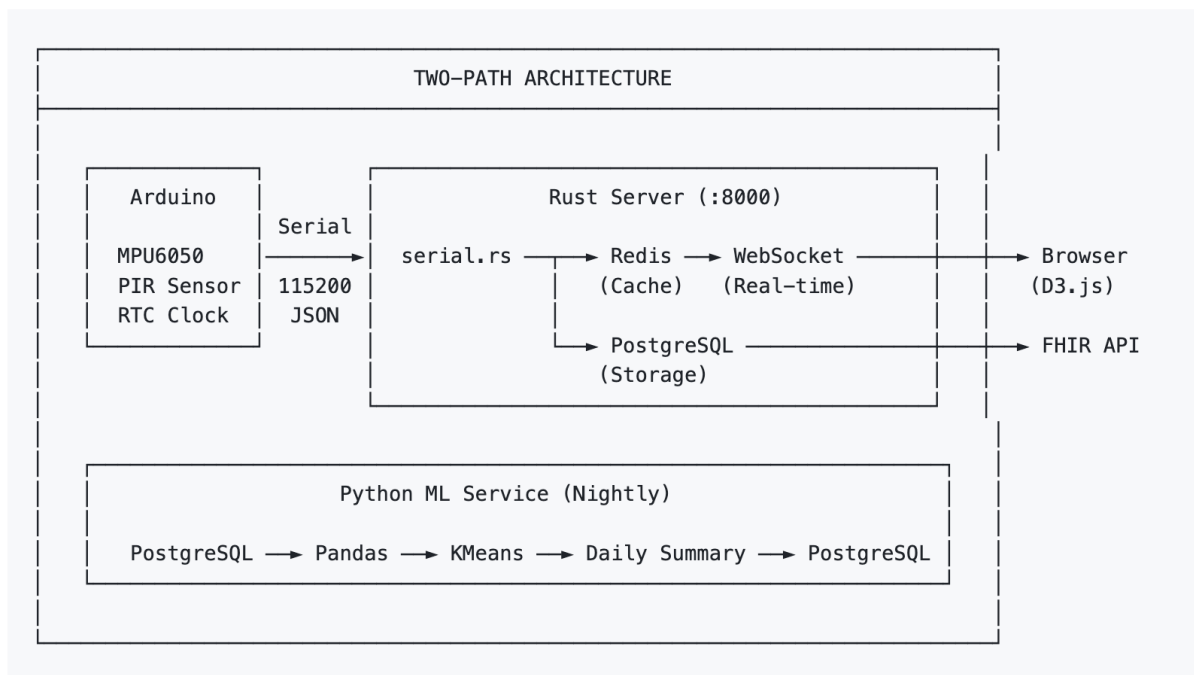 TWO-PATH ARCHITECTURE
Arduino
MPU6050
PIR Sensor
RTC Clock
Serial
115200
JSON
Rust Server (:8000)
serial.rs
Redis
(Cache)
WebSocket
(Real-time)
PostgreSQL
(Storage)
Browser
(D3.js)
FHIR API
Python ML Service (Nightly)
PostgreSQL Pandas KMeans Daily Summary PostgreSQL